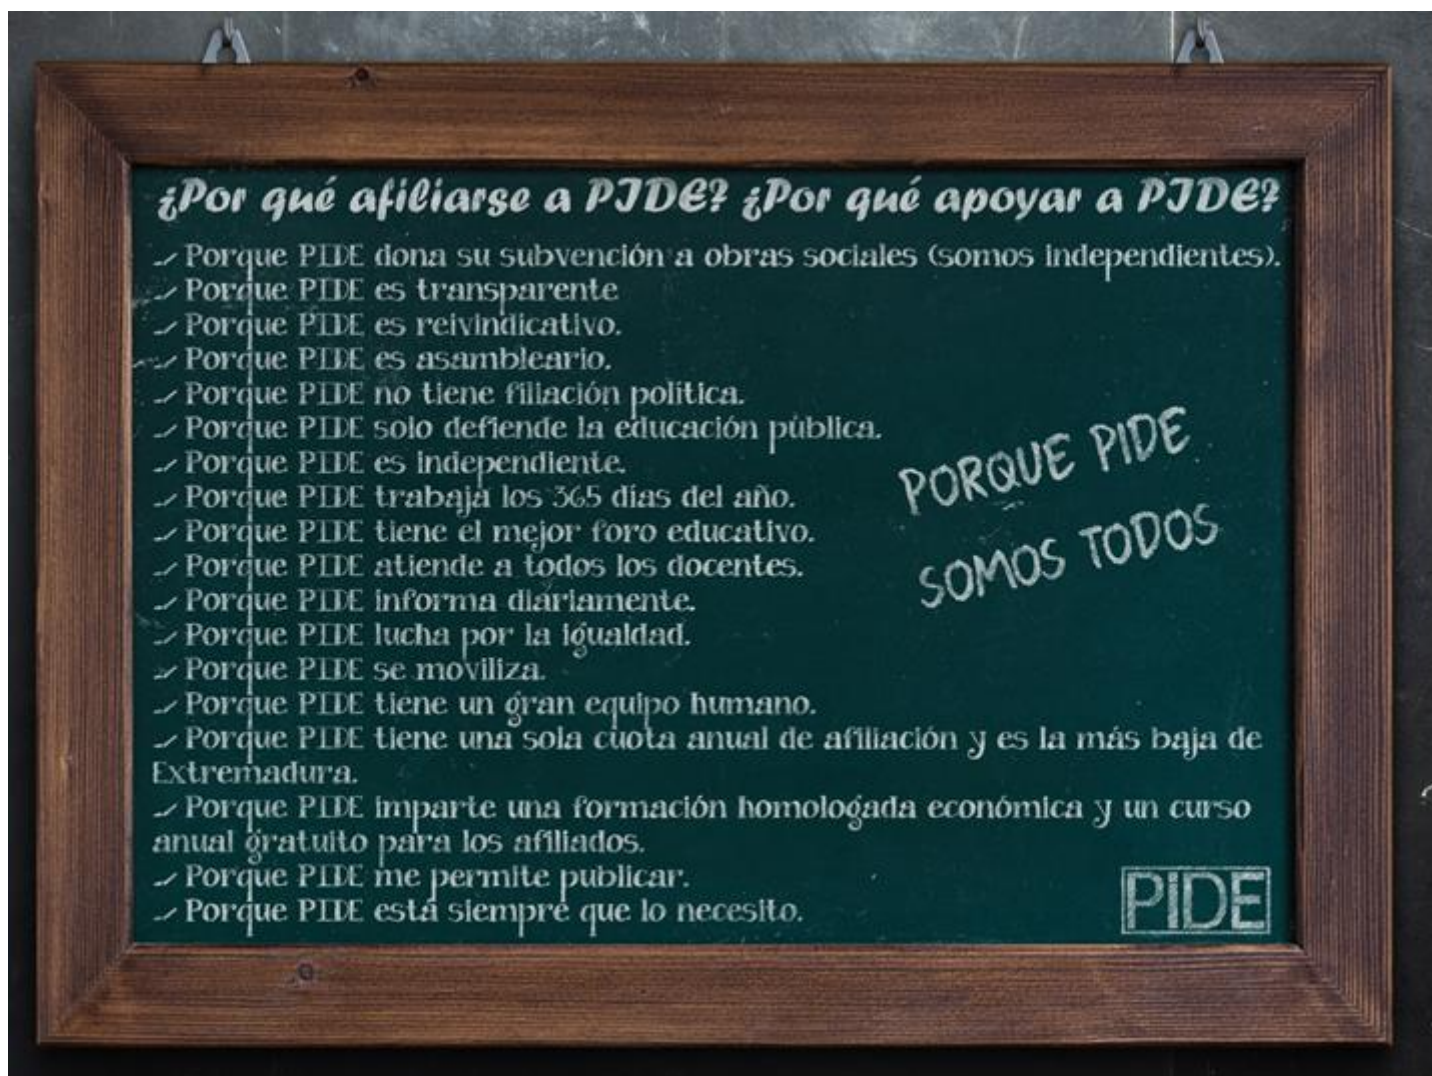 ¿Por qué afiliarse a PIDE? ¿Por qué apoyar a PIDE?
Porque PIDE dona su subvención a obras sociales (somos independientes).
Porque PIDE es transparente
Porque PIDE es reivindicativo.
Porque PIDE es asambleario.
Porque PIDE no tiene filiación política.
Porque PIDE solo defiende la educación pública.
Porque PIDE es independiente.
Porque PIDE trabaja los 365 días del año.
Porque PIDE tiene el mejor foro educativo.
Porque PIDE atiende a todos los docentes.
Porque PIDE informa diariamente.
Porque PIDE lucha por la igualdad.
Porque PIDE se moviliza.
Porque PIDE tiene un gran equipo humano.
Porque PIDE tiene una sola cuota anual de afiliación y es la más baja de
Extremadura.
Porque PIDE imparte una formación homologada económica y un curso
anual gratuito para los afiliados.
Porque PIDE me permite publicar.
Porque PIDE está siempre que lo necesito.
PORQUE PIDE
SOMOS TODOS
PIDE